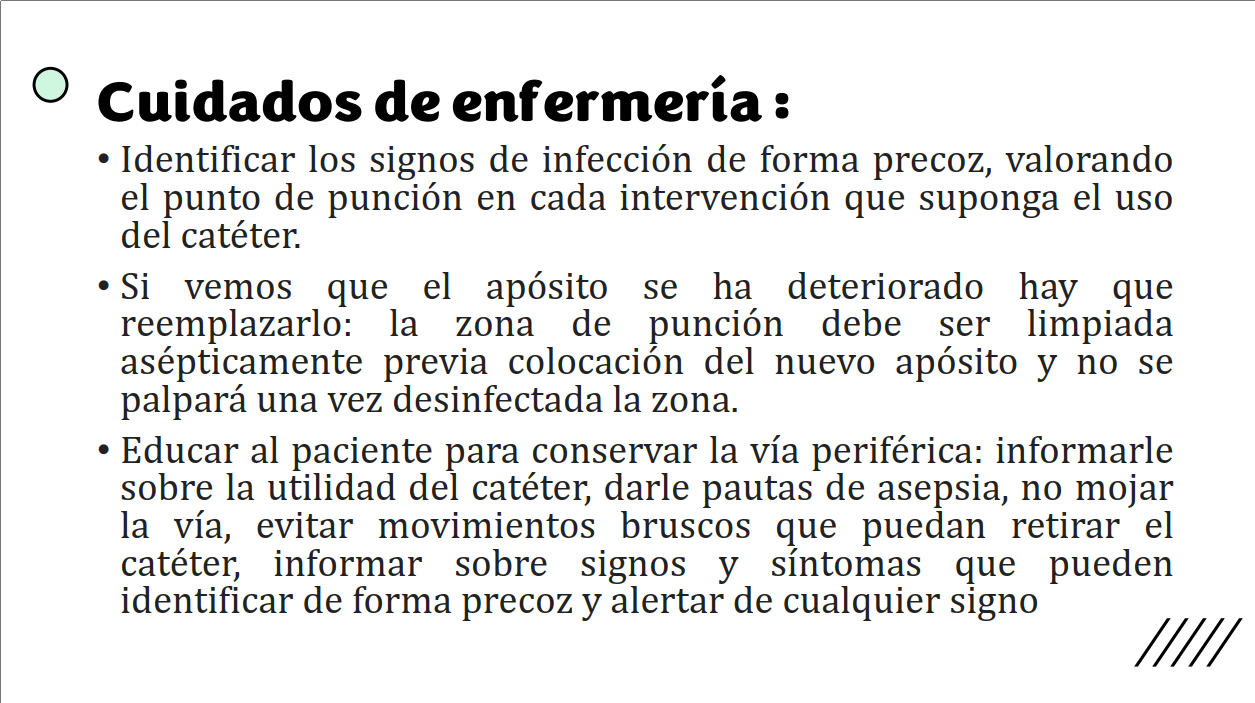 Cuidados de enfermería :
• Identificar los signos de infección de forma precoz, valorando
el punto de punción en cada intervención que suponga el uso
del catéter.
• Si vemos que el apósito se ha deteriorado hay que
reemplazarlo: la zona de punción debe ser limpiada
asépticamente previa colocación del nuevo apósito y no se
palpará una vez desinfectada la zona.
• Educar al paciente para conservar la vía periférica: informarle
sobre la utilidad del catéter, darle pautas de asepsia, no mojar
la vía, evitar movimientos bruscos que puedan retirar el
catéter, informar sobre signos y síntomas que pueden
identificar de forma precoz y alertar de cualquier signo